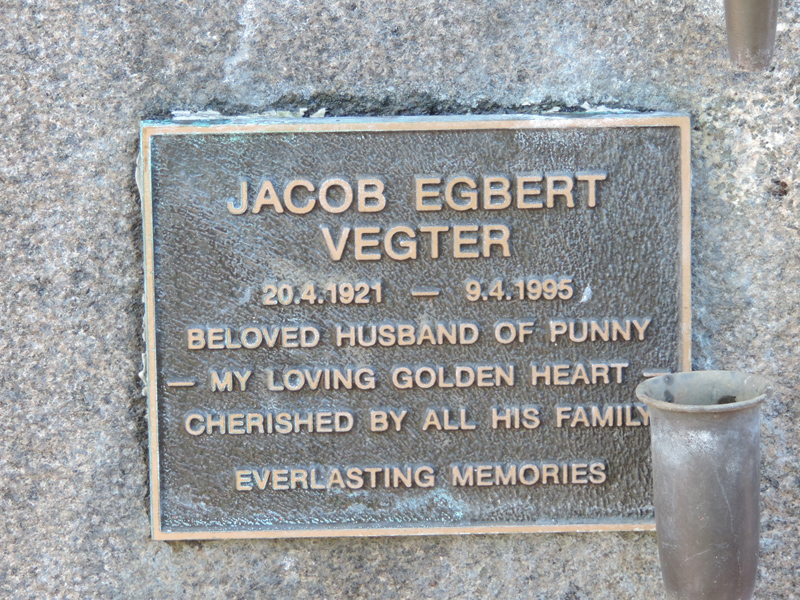 JACOB EGBERT
VEGTER
20.4.1921 — 9.4.1995
BELOVED HUSBAND OF PUNNY
— MY LOVING GOLDEN HEART —
CHERISHED BY ALL HIS FAMILY
EVERLASTING MEMORIES